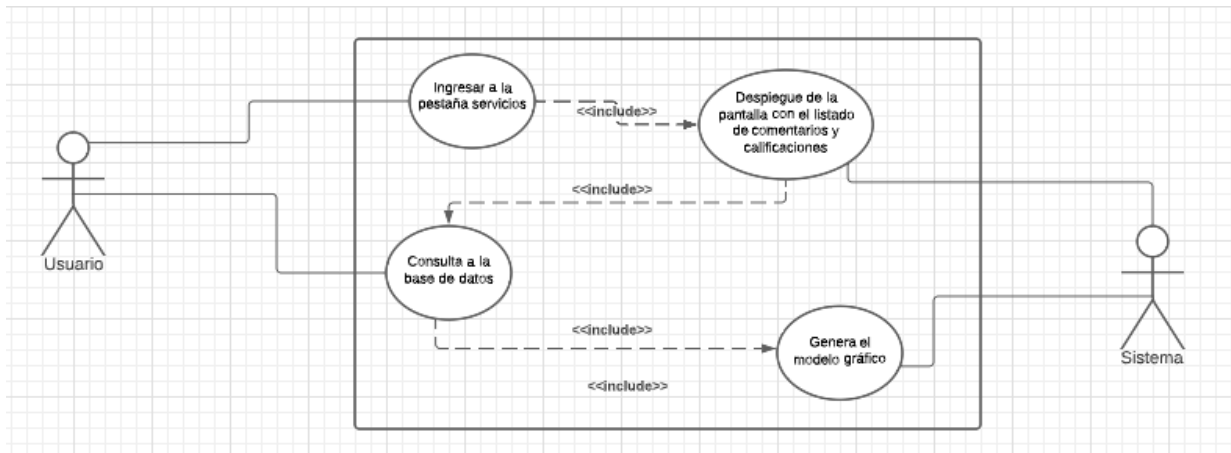 Ingresar a la
pestaña servicios
<<include>>
Despiegue de la
pantalla con el listado
de comentarios y
calificaciones
<<include>>
Usuario
Consulta a la
base de datos
<<include>>
Genera el
modelo gráfico
Sistema
<<include>>